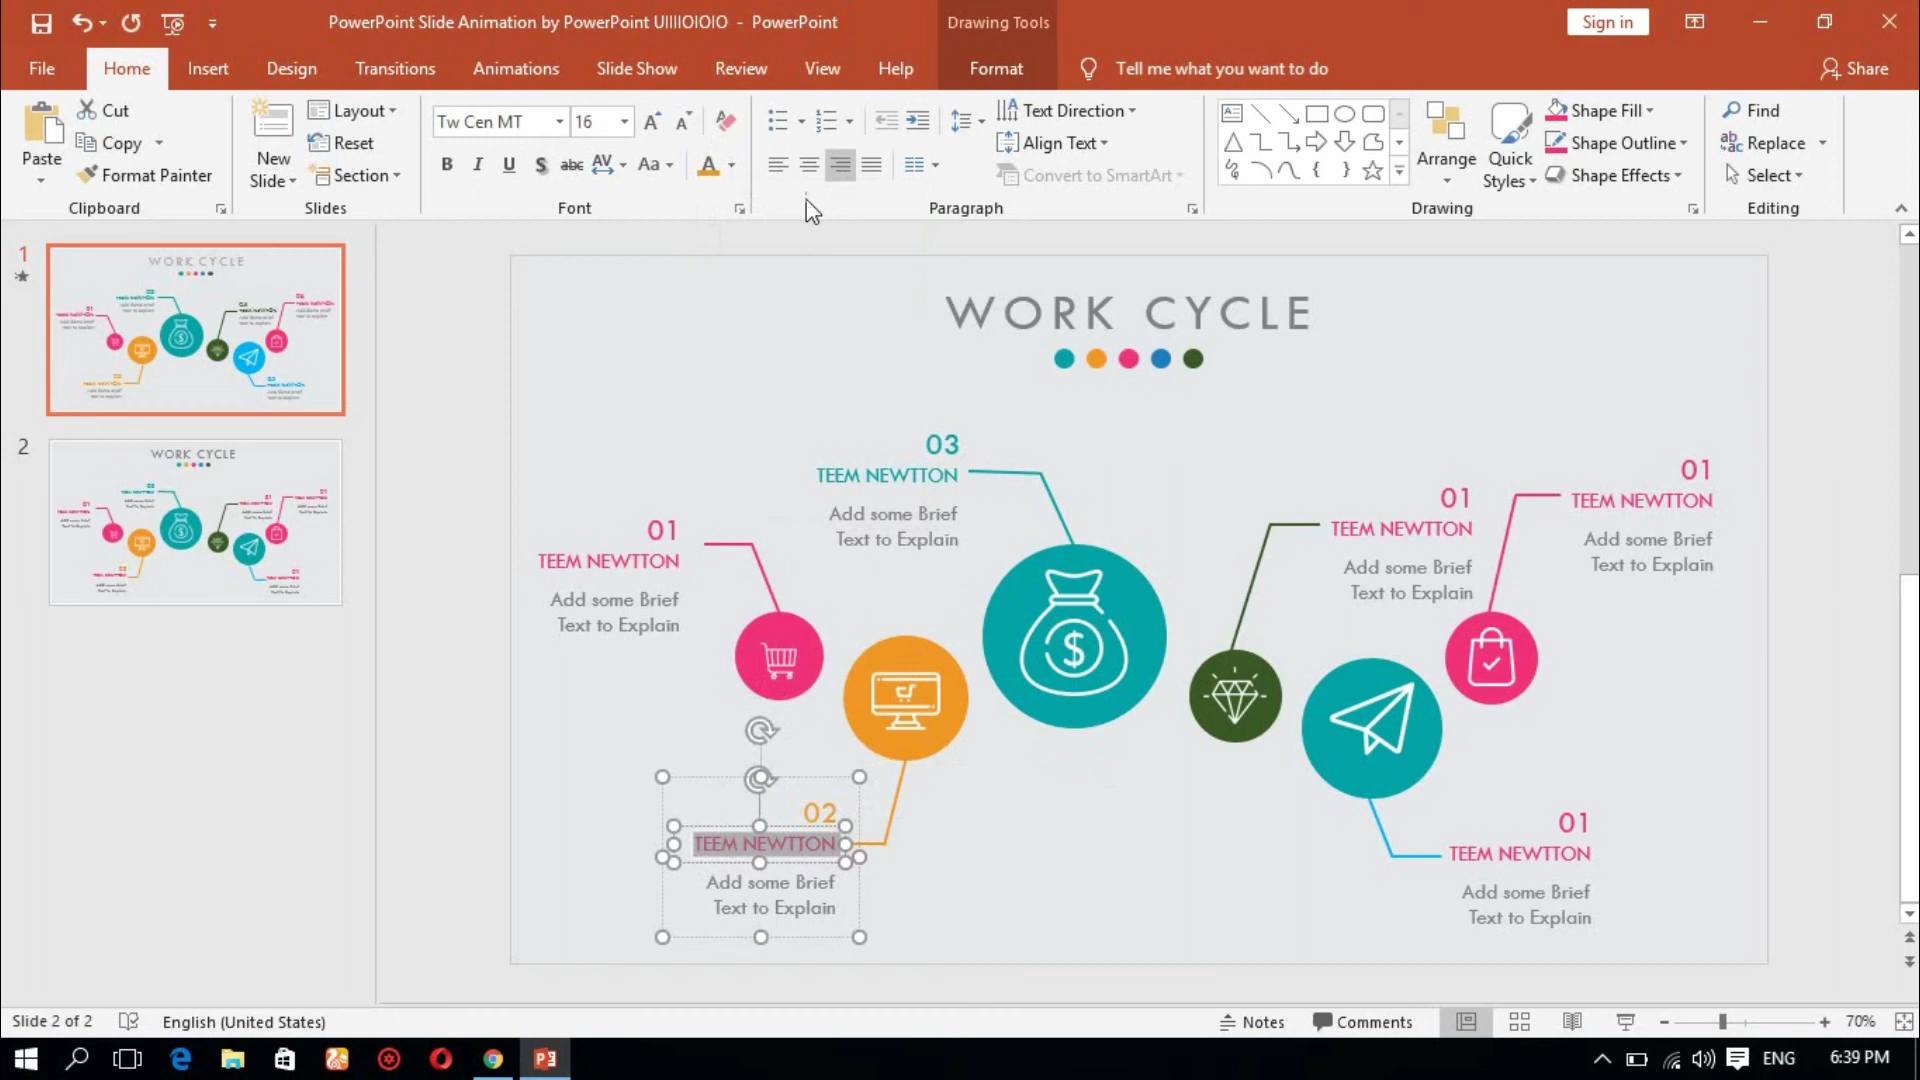 PowerPoint Slide Animation by PowerPoint UIIIIOIOIO - PowerPoint
Drawing Tools
Sign in
File
Home
Insert
Design
Transitions
Animations
Slide Show
Review
View
Help
Format
Tell me what you want to do
Share
Paste
Cut
Copy
Format Painter
Clipboard
New
Slide
Layout
Reset
Section
Slides
Tw Cen MT
16
B I U S abc AV Aa A
Font
Text Direction
Align Text
Convert to SmartArt
Paragraph
Arrange
Quick
Styles
Shape Fill
Shape Outline
Shape Effects
Drawing
Find
Replace
Select
Editing
1
WORK CYCLE
2
WORK CYCLE
WORK CYCLE
01
TEEM NEWTTON
Add some Brief
Text to Explain
02
TEEM NEWTTON
Add some Brief
Text to Explain
03
TEEM NEWTTON
Add some Brief
Text to Explain
01
TEEM NEWTTON
Add some Brief
Text to Explain
01
TEEM NEWTTON
Add some Brief
Text to Explain
01
TEEM NEWTTON
Add some Brief
Text to Explain
Slide 2 of 2
English (United States)
Notes
Comments
70%
ENG
6:39 PM